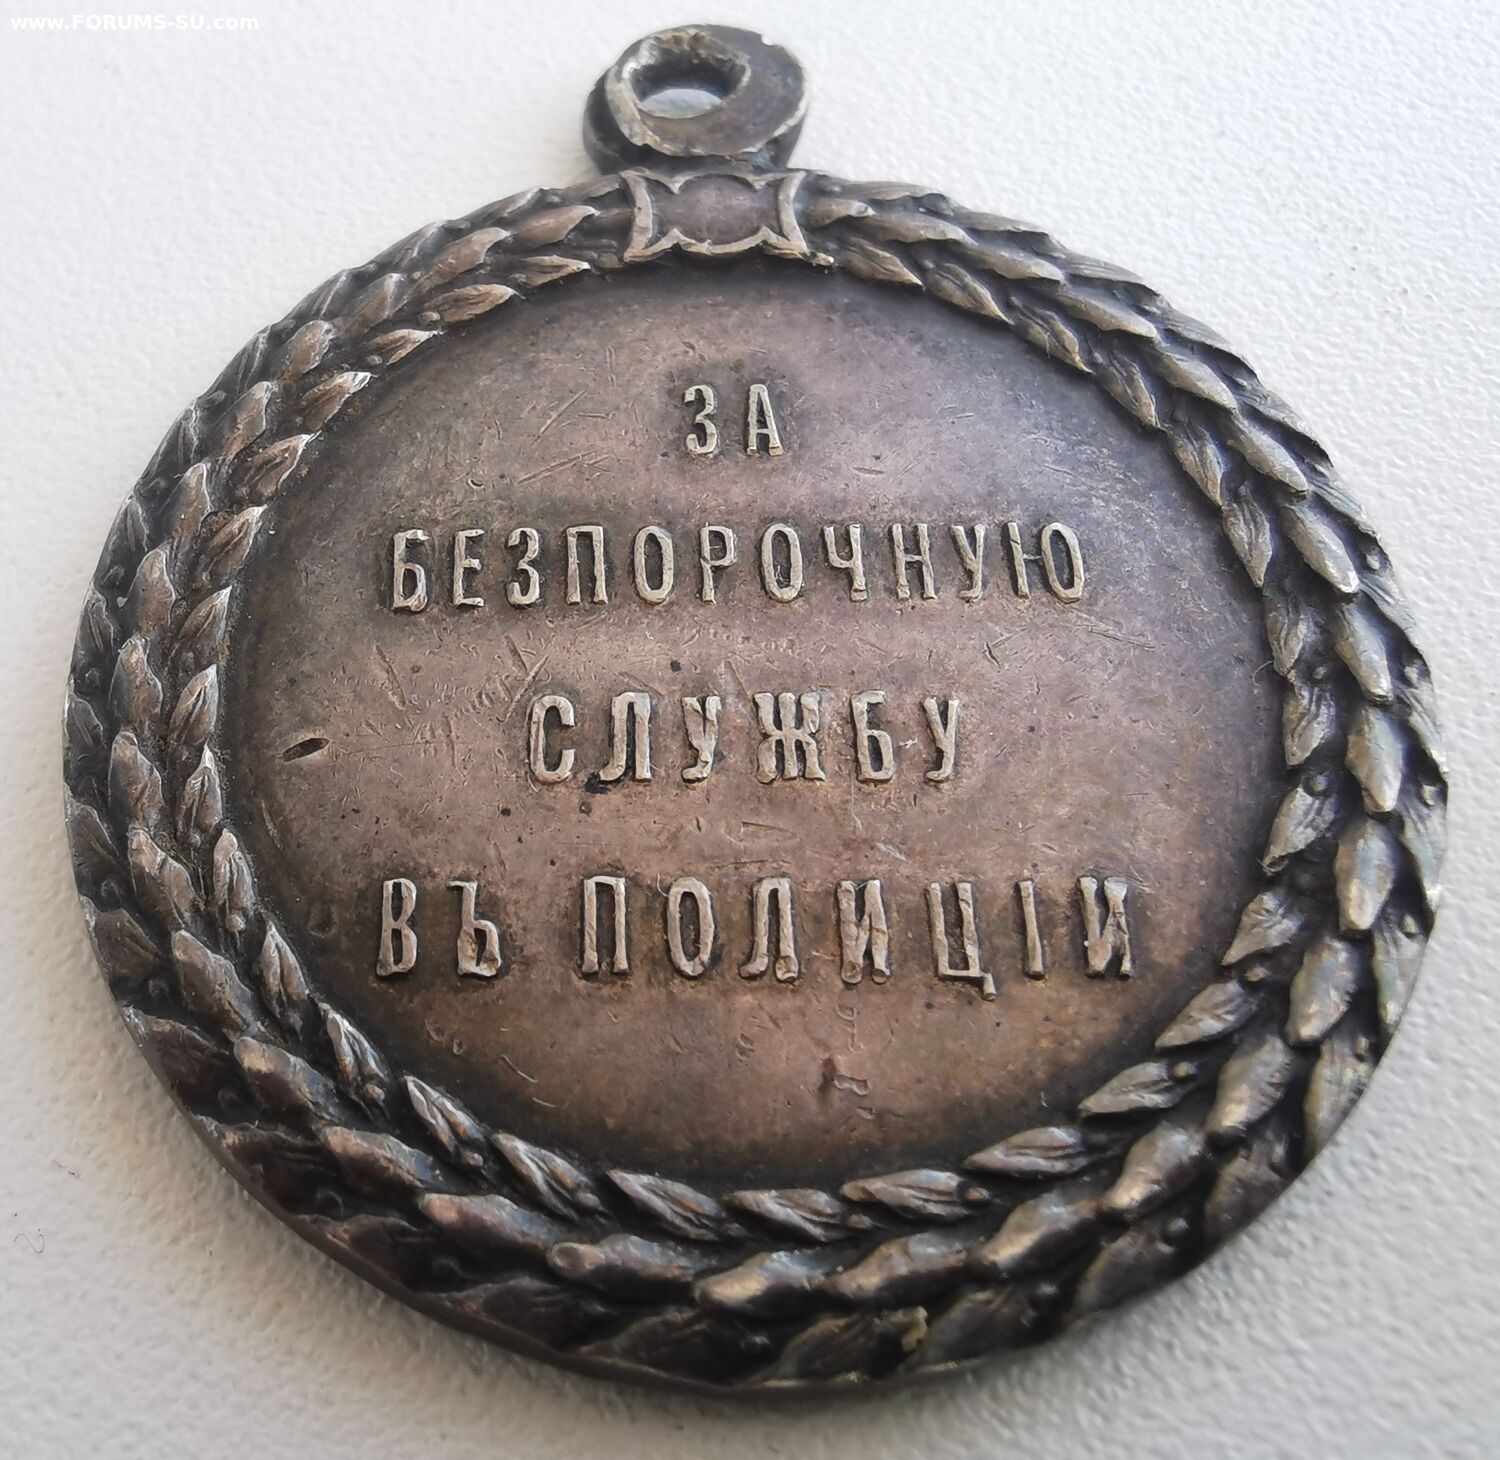 www.FORUMS-SU.com
ЗА
БЕЗПОРОЧНУЮ
СЛУЖБУ
ВЪ ПОЛИЦІИ